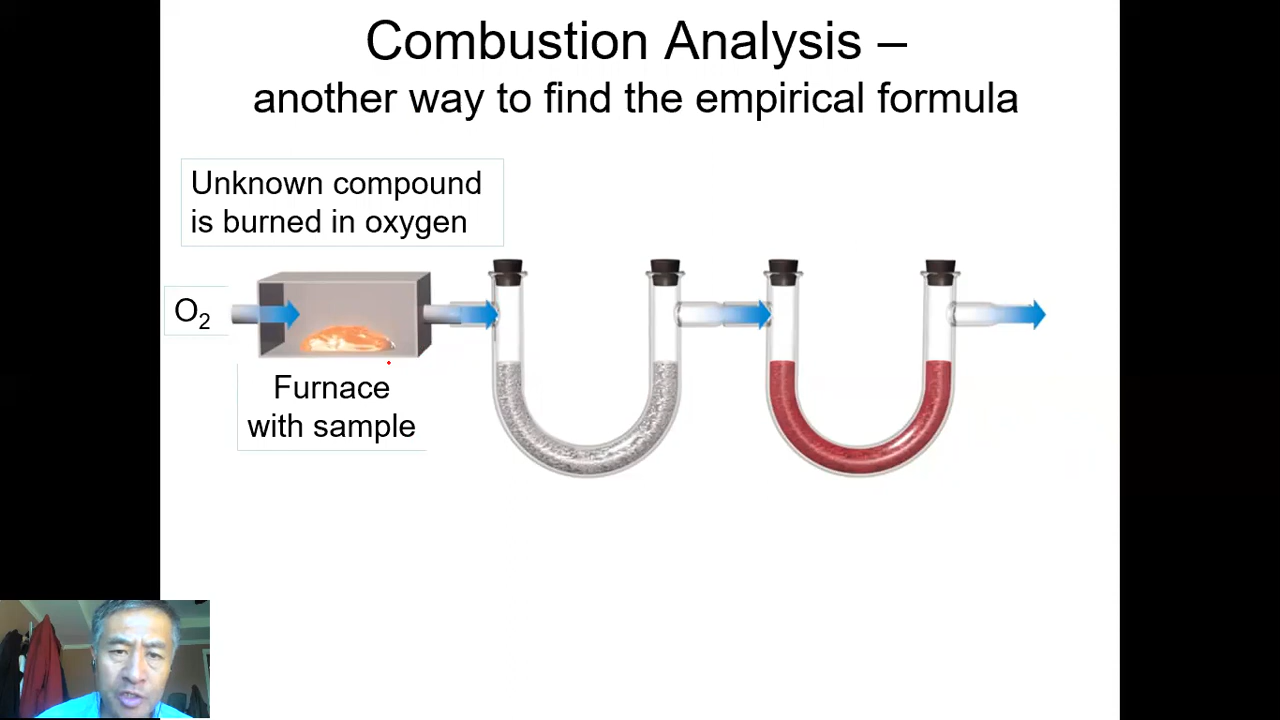 Combustion Analysis –
another way to find the empirical formula
Unknown compound
is burned in oxygen
O₂
Furnace
with sample